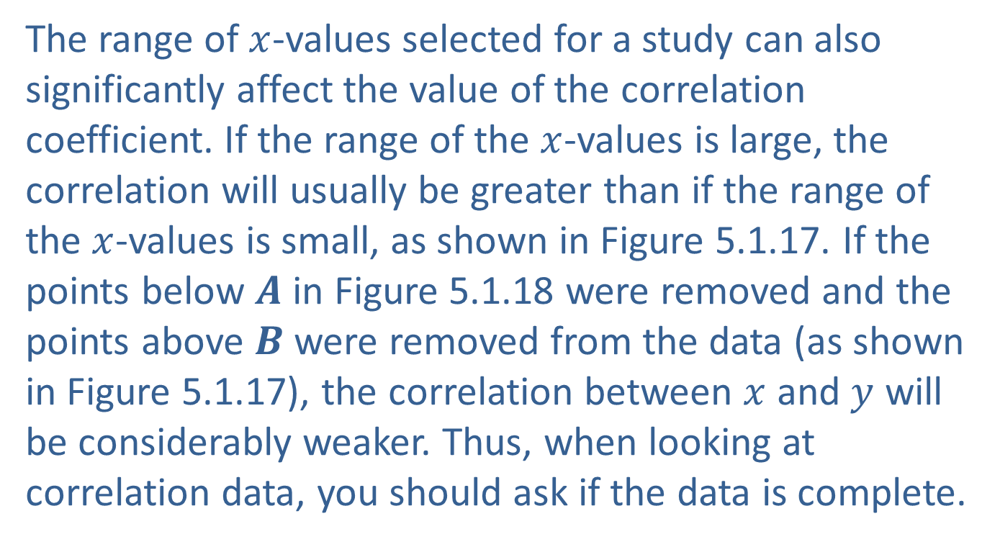 The range of x-values selected for a study can also
significantly affect the value of the correlation
coefficient. If the range of the x-values is large, the
correlation will usually be greater than if the range of
the x-values is small, as shown in Figure 5.1.17. If the
points below A in Figure 5.1.18 were removed and the
points above B were removed from the data (as shown
in Figure 5.1.17), the correlation between x and y will
be considerably weaker. Thus, when looking at
correlation data, you should ask if the data is complete.